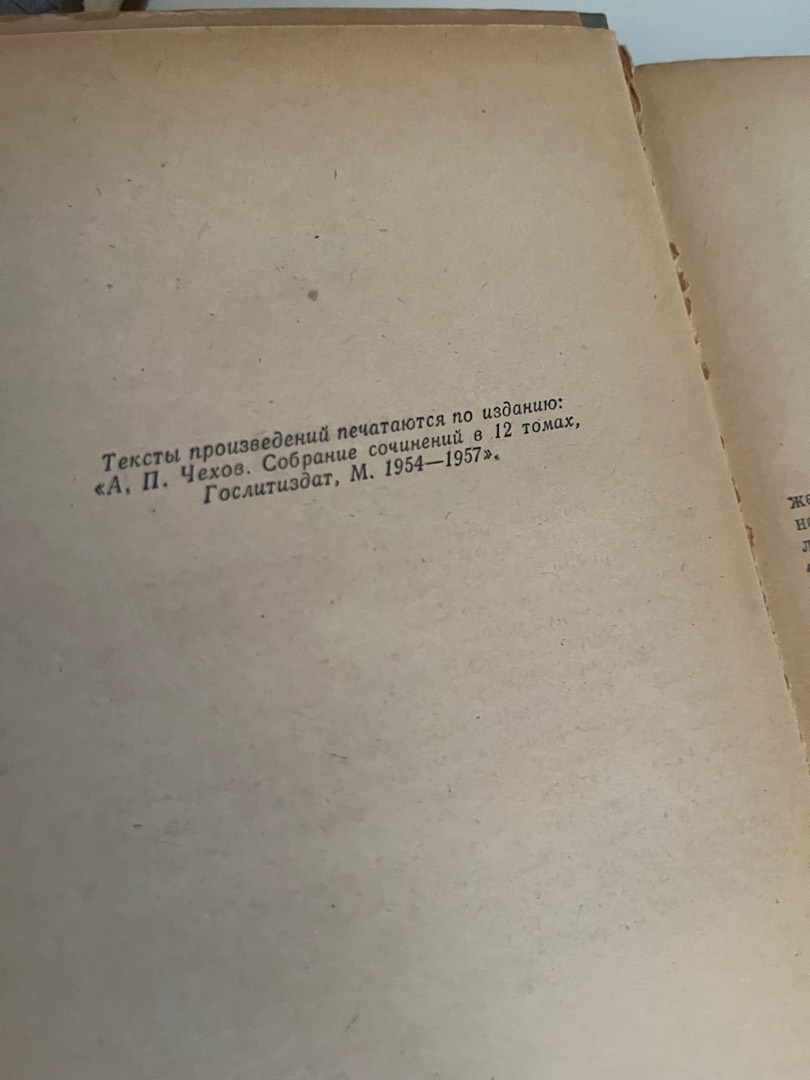 Тексты произведений печатаются по изданию:
«А. П. Чехов. Собрание сочинений в 12 томах,
Гослитиздат, М. 1954—1957».